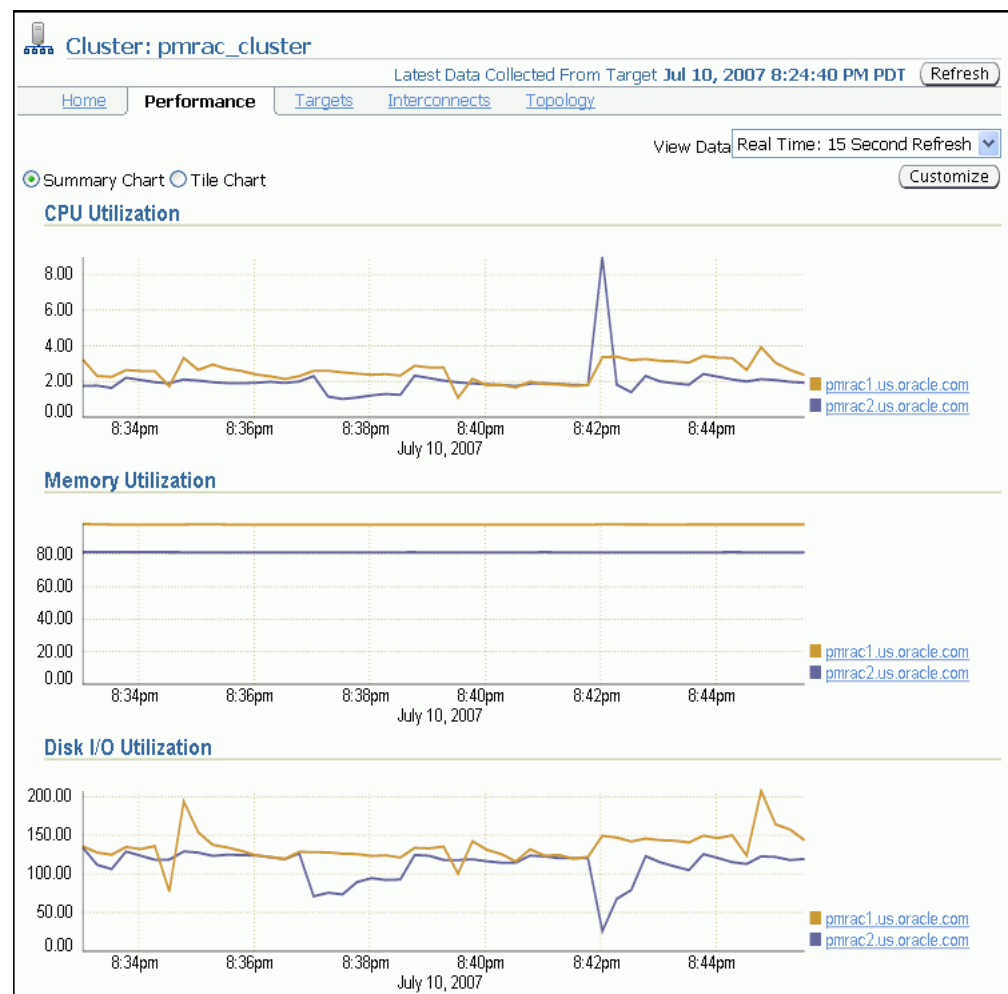 Cluster: pmrac_cluster
Latest Data Collected From Target Jul 10, 2007 8:24:40 PM PDT Refresh
Home Performance Targets Interconnects Topology
View Data Real Time: 15 Second Refresh
Summary Chart Tile Chart Customize
CPU Utilization
8.00
6.00
4.00
2.00
0.00
pmrac1.us.oracle.com
pmrac2.us.oracle.com
8:34pm 8:36pm 8:38pm 8:40pm 8:42pm 8:44pm
July 10, 2007
Memory Utilization
80.00
60.00
40.00
20.00
0.00
pmrac1.us.oracle.com
pmrac2.us.oracle.com
8:34pm 8:36pm 8:38pm 8:40pm 8:42pm 8:44pm
July 10, 2007
Disk I/O Utilization
200.00
150.00
100.00
50.00
0.00
pmrac1.us.oracle.com
pmrac2.us.oracle.com
8:34pm 8:36pm 8:38pm 8:40pm 8:42pm 8:44pm
July 10, 2007